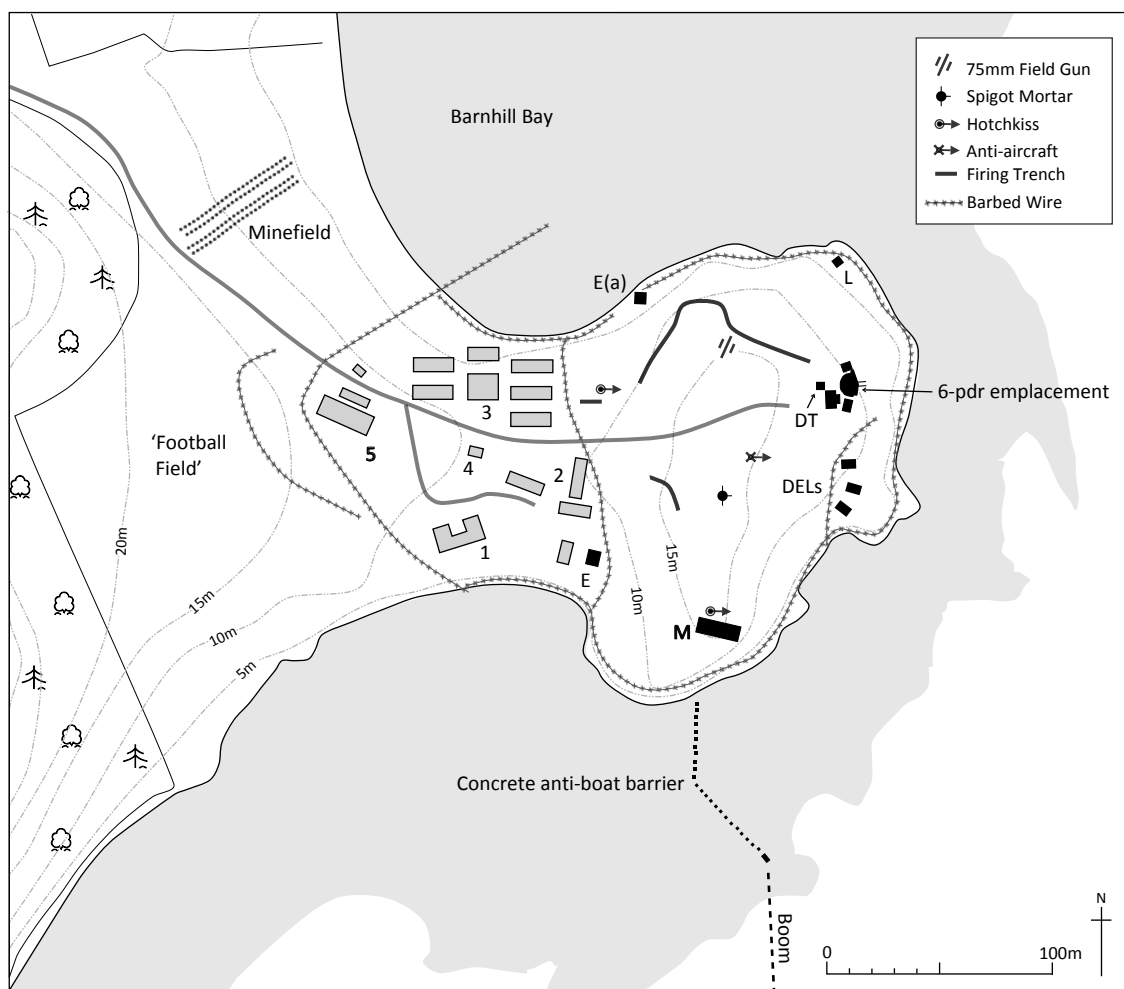 75mm Field Gun
Spigot Mortar
Hotchkiss
Anti-aircraft
Firing Trench
Barbed Wire
Barnhill Bay
Minefield
E(a)
L
6-pdr emplacement
DT
3
'Football
Field'
5
4
2
DELs
20m
15m
1
E
10m
15m
M
10m
5m
Concrete anti-boat barrier
Boom
N
0
100m